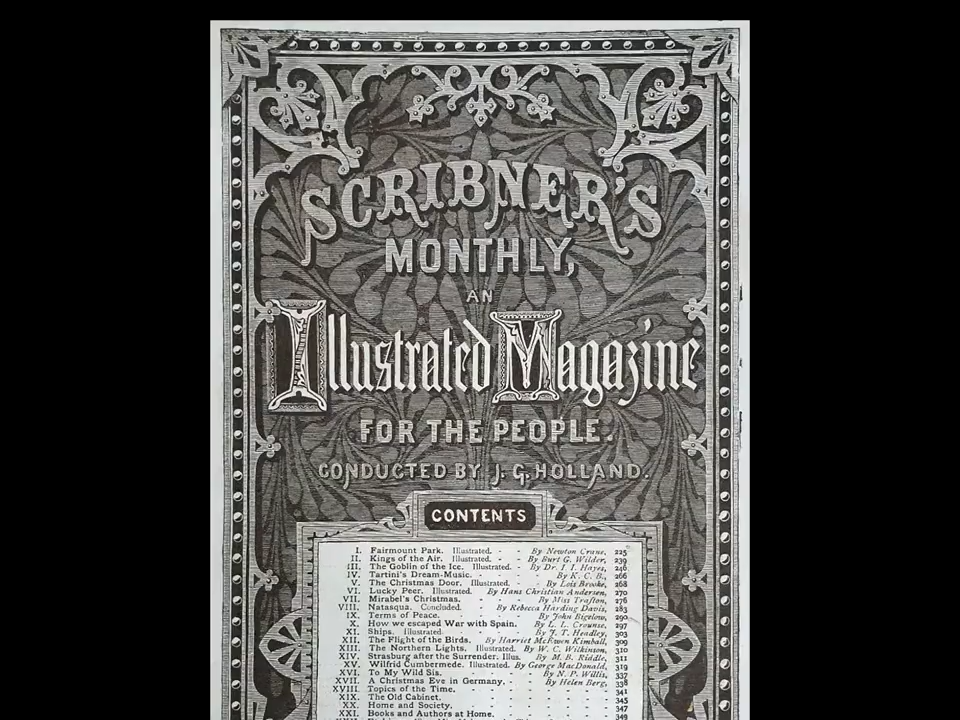 SCRIBNER'S
MONTHLY,
AN
Illustrated Magazine
FOR THE PEOPLE.
CONDUCTED BY J. G. HOLLAND.
CONTENTS
I. Fairmount Park. Illustrated. - - By Newton Crane, 225
II. Kings of the Air. Illustrated. - - By Burt G. Wilder, 239
III. The Goblin of the Ice. Illustrated. - By Dr. I. I. Hayes, 246
IV. Tartini's Dream-Music. - - - - By K. C. B., 266
V. The Christmas Door. Illustrated. - - By Lois Brooke, 268
VI. Lucky Peer. Illustrated. By Hans Christian Andersen, 270
VII. Mirabel's Christmas. - - - By Miss Trafton, 276
VIII. Natasqua. Concluded. - By Rebecca Harding Davis, 283
IX. Terms of Peace. - - - By John Bigelow, 290
X. How we escaped War with Spain. - By L. L. Crounse, 297
XI. Ships. Illustrated. - - - By J. T. Headley, 303
XII. The Flight of the Birds. By Harriet McEwen Kimball, 309
XIII. The Northern Lights. Illustrated. By W. C. Wilkinson, 310
XIV. Strasburg after the Surrender. Illus. By M. B. Riddle, 311
XV. Wilfrid Cumbermede. Illustrated. By George MacDonald, 319
XVI. To My Wild Sis. - - - - By N. P. Willis, 337
XVII. A Christmas Eve in Germany. - - By Helen Berg, 338
XVIII. Topics of the Time. - - - - 341
XIX. The Old Cabinet. - - - - 345
XX. Home and Society. - - - - 347
XXI. Books and Authors at Home. - - - - 349